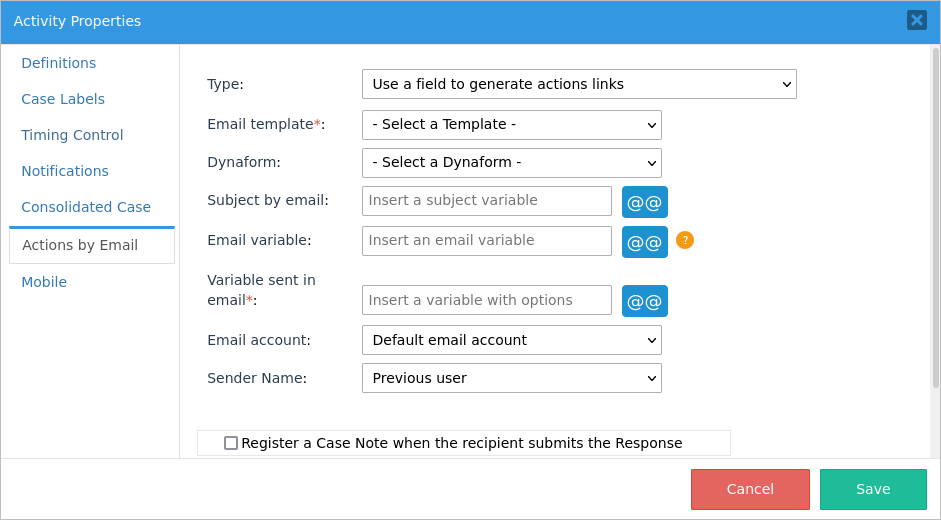 Activity Properties
Definitions
Case Labels
Timing Control
Notifications
Consolidated Case
Actions by Email
Mobile
Type: Use a field to generate actions links
Email template*: - Select a Template -
Dynaform: - Select a Dynaform -
Subject by email: Insert a subject variable @@
Email variable: Insert an email variable @@ ?
Variable sent in
email*: Insert a variable with options @@
Email account: Default email account
Sender Name: Previous user
Register a Case Note when the recipient submits the Response
Cancel Save